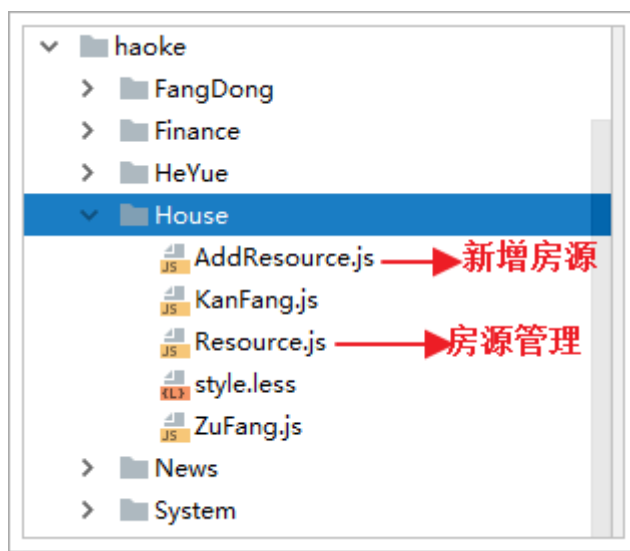 haoke
FangDong
Finance
HeYue
House
AddResource.js 新增房源
KanFang.js
Resource.js 房源管理
style.less
ZuFang.js
News
System